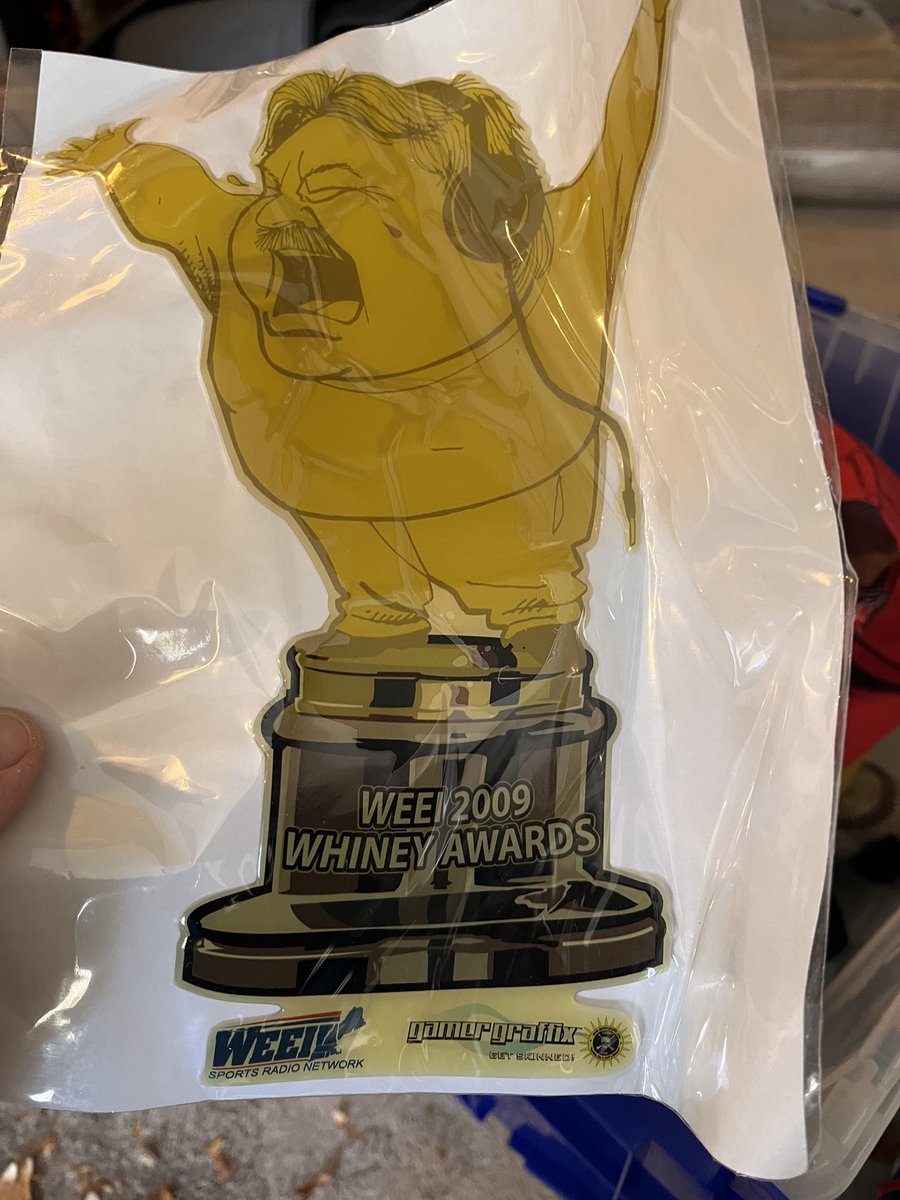 WEEI 2009
WHINEY AWARDS
WEEI
SPORTS RADIO NETWORK
gamergraffix
GET SKINNED!